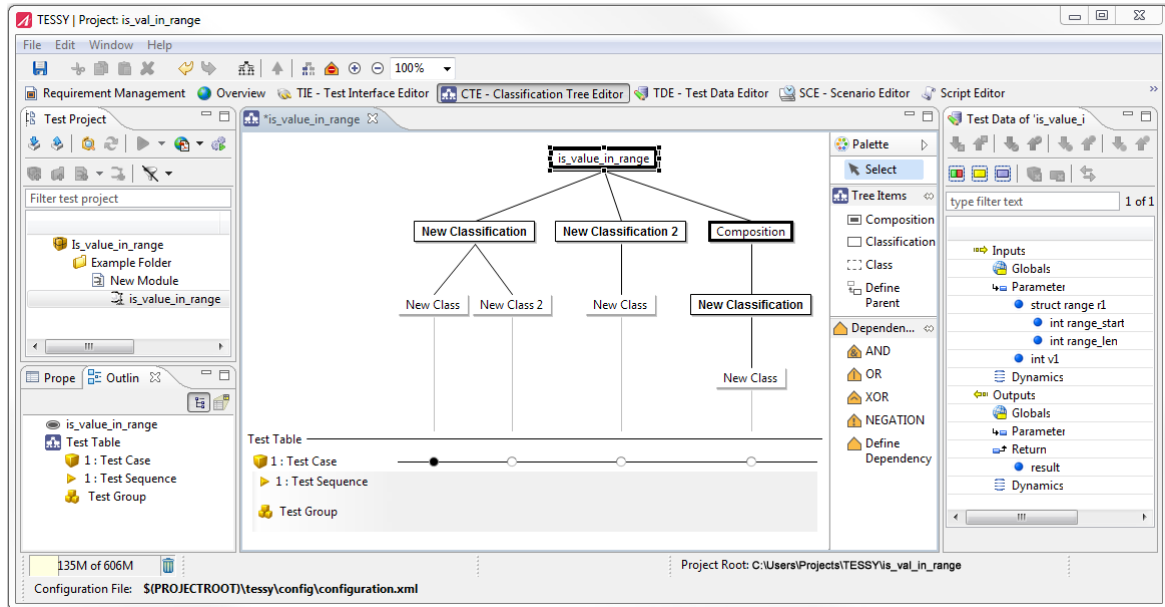 TESSY | Project: is_val_in_range
File Edit Window Help
100%
Requirement Management Overview TIE - Test Interface Editor CTE - Classification Tree Editor TDE - Test Data Editor SCE - Scenario Editor Script Editor
Test Project
Filter test project
Is_value_in_range
Example Folder
New Module
is_value_in_range
Prope Outlin
is_value_in_range
Test Table
1 : Test Case
1 : Test Sequence
Test Group
*is_value_in_range
is_value_in_range
New Classification New Classification 2 Composition
New Class New Class 2 New Class New Classification
New Class
Test Table
1 : Test Case
1 : Test Sequence
Test Group
Palette
Select
Tree Items
Composition
Classification
Class
Define
Parent
Dependen...
AND
OR
XOR
NEGATION
Define
Dependency
Test Data of 'is_value_i
type filter text 1 of 1
Inputs
Globals
Parameter
struct range r1
int range_start
int range_len
int v1
Dynamics
Outputs
Globals
Parameter
Return
result
Dynamics
135M of 606M Project Root: C:\Users\Projects\TESSY\is_val_in_range
Configuration File: $(PROJECTROOT)\tessy\config\configuration.xml